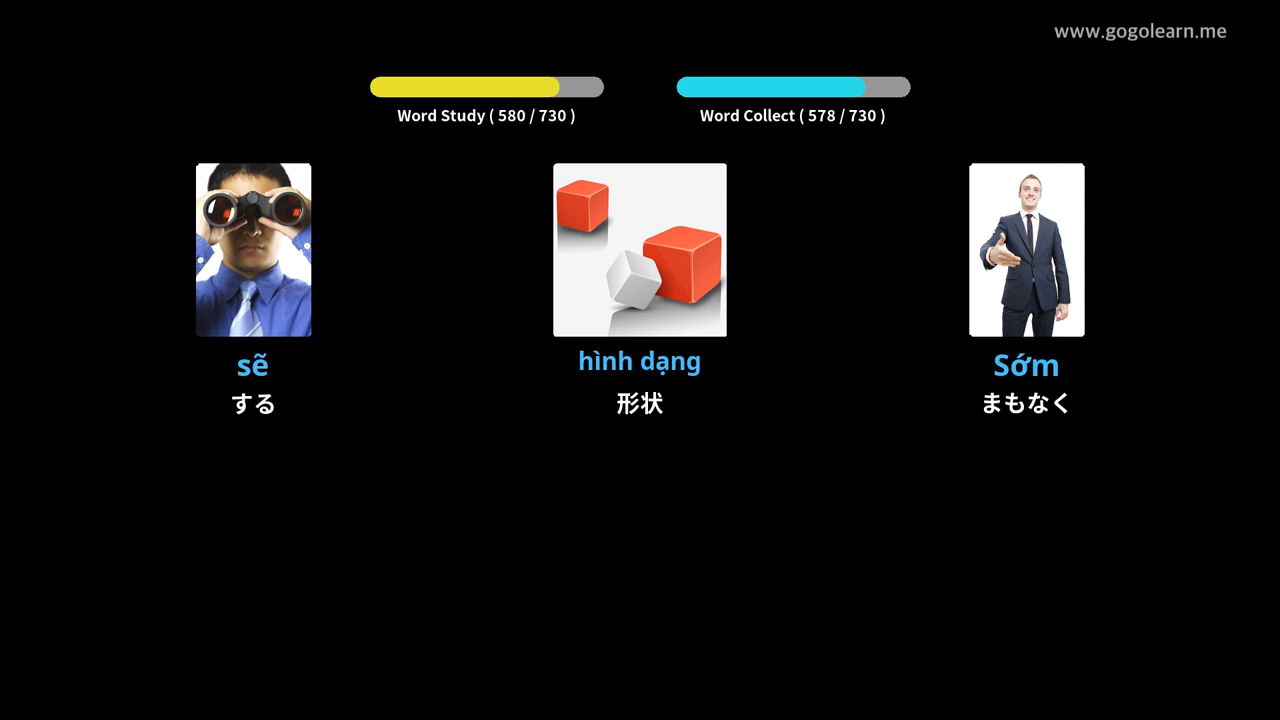 www.gogolearn.me
Word Study ( 580 / 730 )
Word Collect ( 578 / 730 )
sẽ
する
hình dạng
形状
Sớm
まもなく